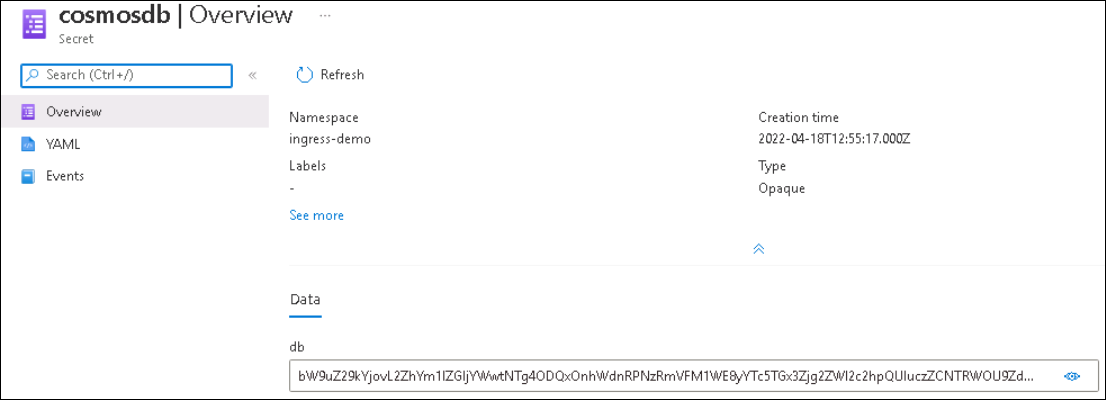 cosmosdb | Overview ...
Secret
Search (Ctrl+/)
«
Refresh
Overview
YAML
Events
Namespace
ingress-demo
Creation time
2022-04-18T12:55:17.000Z
Labels
-
Type
Opaque
See more
Data
db